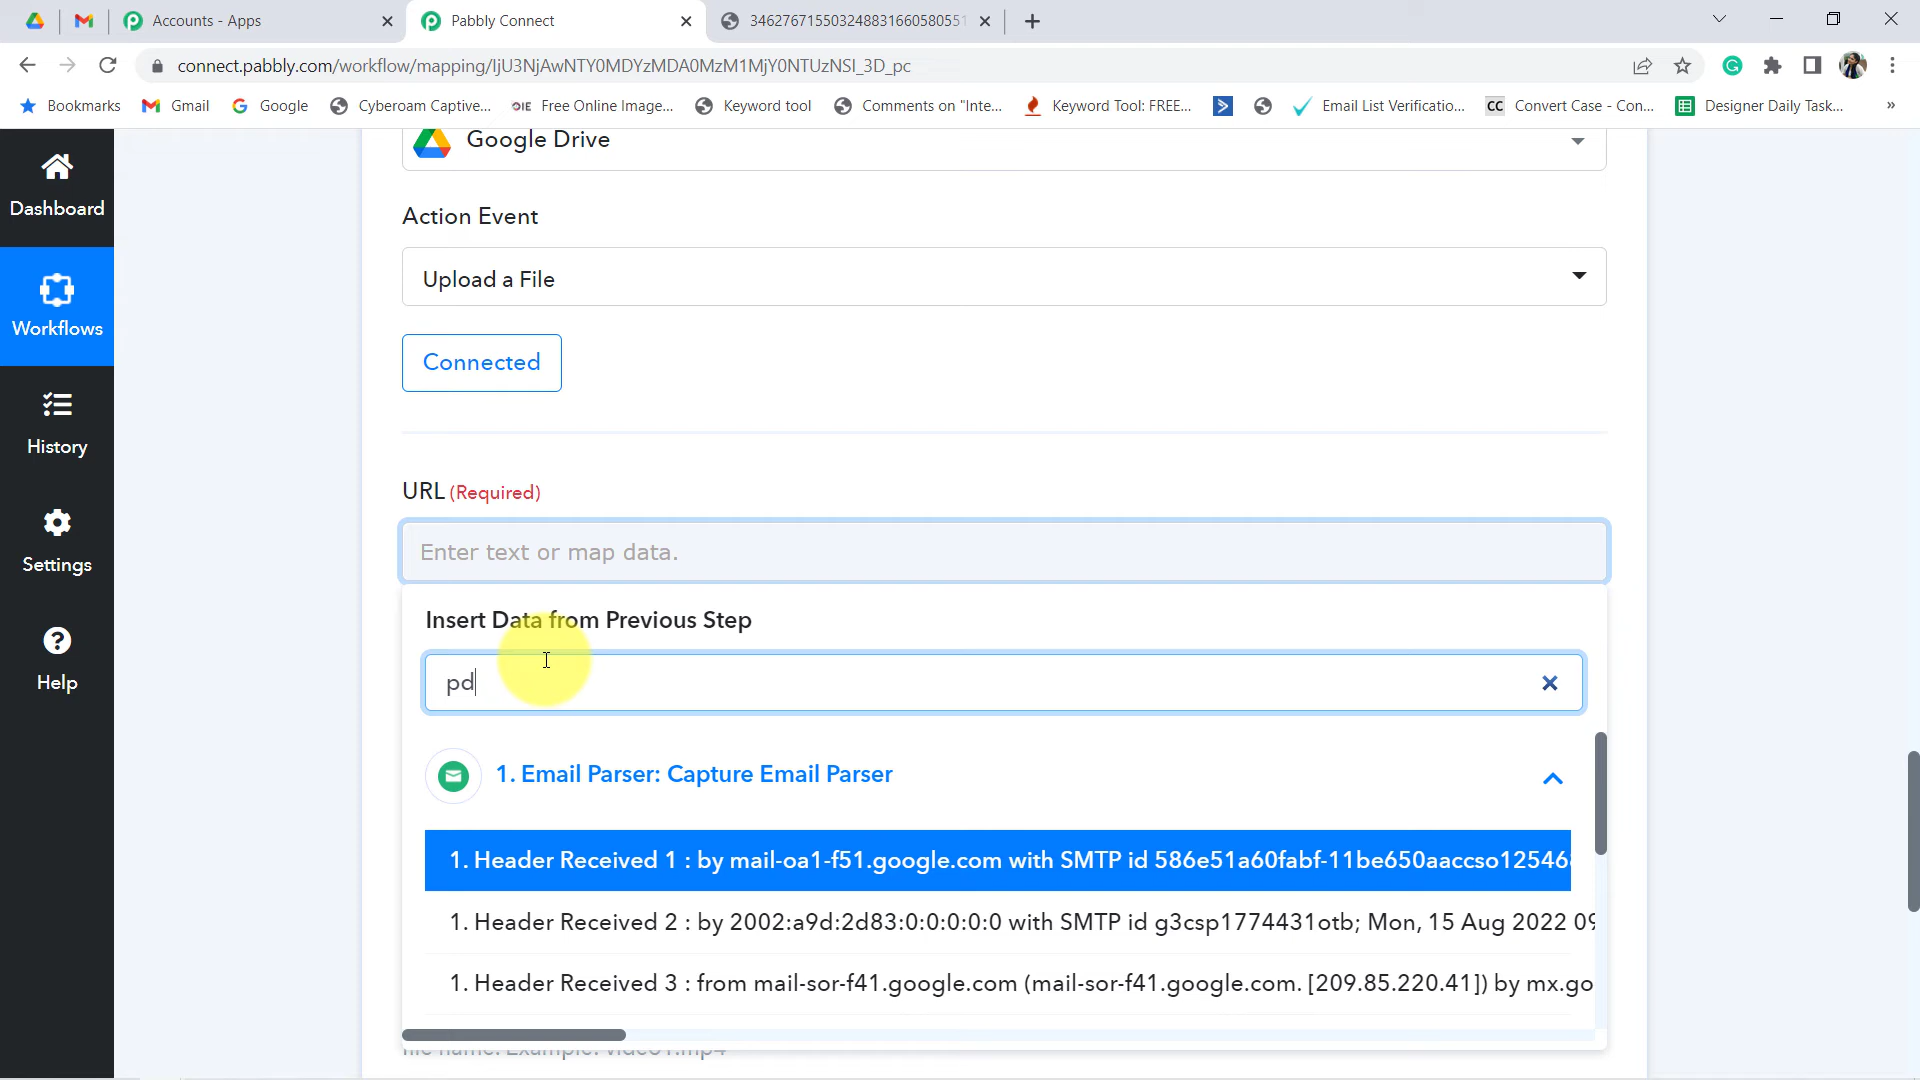 Accounts - Apps
Pabbly Connect
34627671550324883166058055
connect.pabbly.com/workflow/mapping/IjU3NjAwNTY0MDYzMDA0MzM1MjY0NTUzNSI_3D_pc
Bookmarks
Gmail
Google
Cyberoam Captive...
Free Online Image...
Keyword tool
Comments on "Inte...
Keyword Tool: FREE...
Email List Verificatio...
CC
Convert Case - Con...
Designer Daily Task...
»
Dashboard
Workflows
History
Settings
Help
Google Drive
Action Event
Upload a File
Connected
URL (Required)
Enter text or map data.
Insert Data from Previous Step
pd
1. Email Parser: Capture Email Parser
1. Header Received 1 : by mail-oa1-f51.google.com with SMTP id 586e51a60fabf-11be650aaccso12546
1. Header Received 2 : by 2002:a9d:2d83:0:0:0:0:0 with SMTP id g3csp1774431otb; Mon, 15 Aug 2022 09
1. Header Received 3 : from mail-sor-f41.google.com (mail-sor-f41.google.com. [209.85.220.41]) by mx.go
file name. Example: video1.mp4